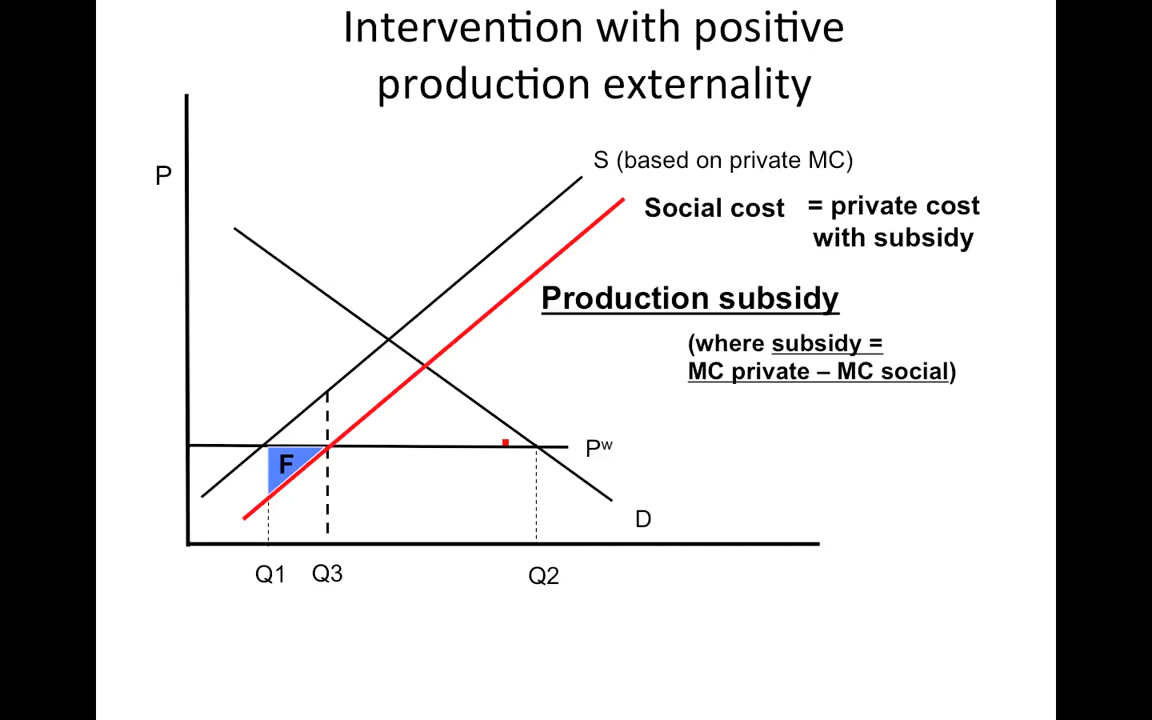 Intervention with positive
production externality
P
S (based on private MC)
Social cost = private cost
with subsidy
Production subsidy
(where subsidy =
MC private – MC social)
F
Pw
D
Q1 Q3 Q2